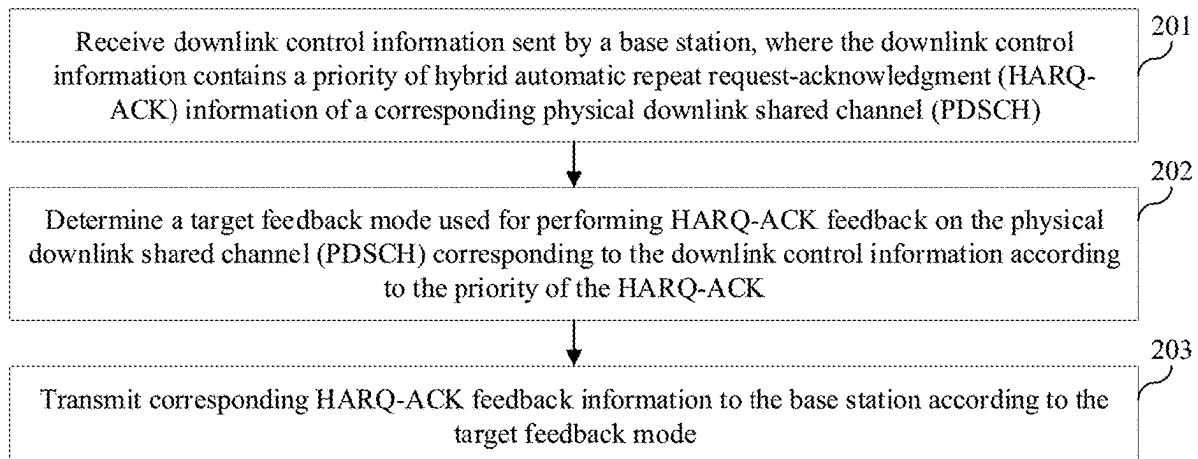 201
Receive downlink control information sent by a base station, where the downlink control
information contains a priority of hybrid automatic repeat request-acknowledgment (HARQ-
ACK) information of a corresponding physical downlink shared channel (PDSCH)
202
Determine a target feedback mode used for performing HARQ-ACK feedback on the physical
downlink shared channel (PDSCH) corresponding to the downlink control information according
to the priority of the HARQ-ACK
203
Transmit corresponding HARQ-ACK feedback information to the base station according to the
target feedback mode